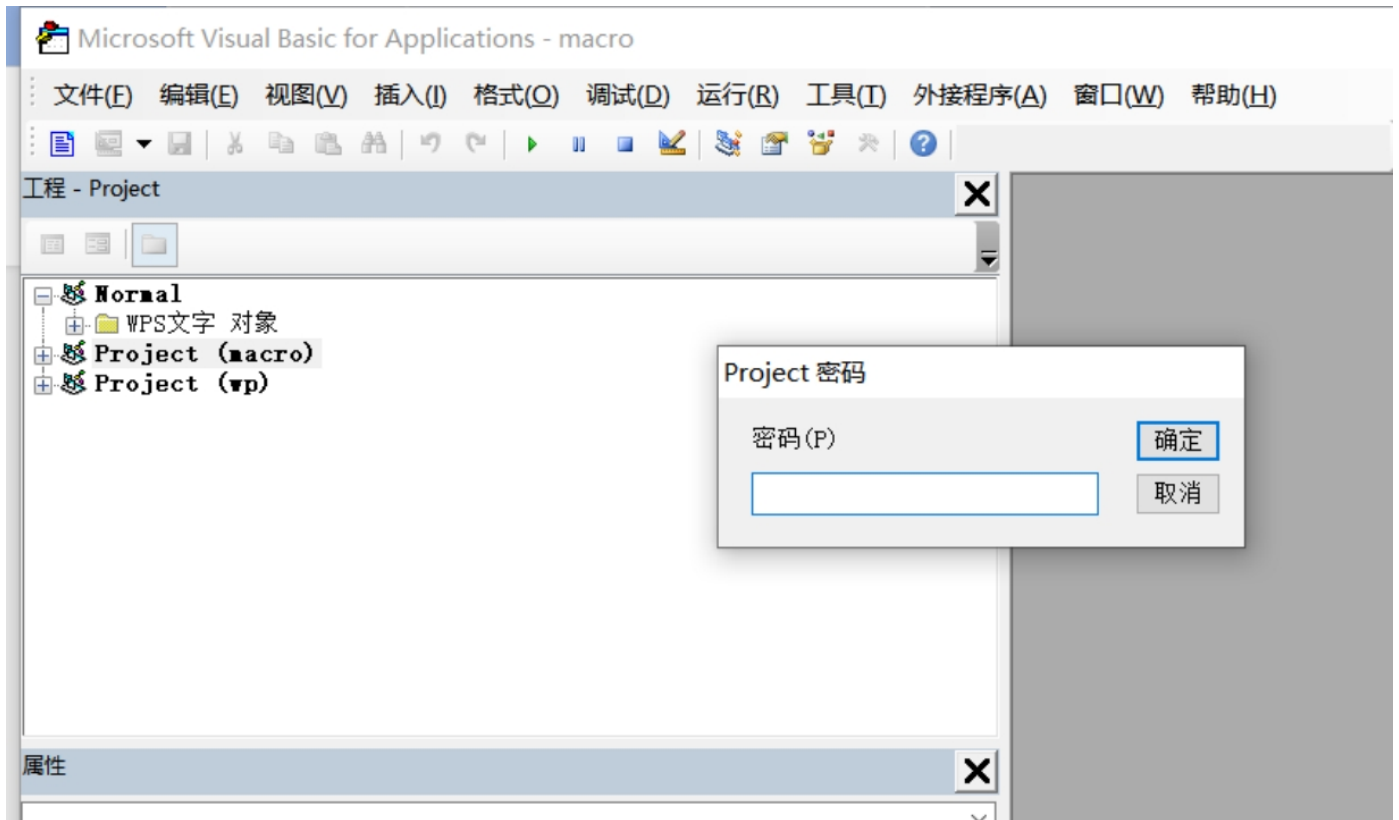 Microsoft Visual Basic for Applications - macro
文件(F) 编辑(E) 视图(V) 插入(I) 格式(O) 调试(D) 运行(R) 工具(T) 外接程序(A) 窗口(W) 帮助(H)
工程 - Project
Normal
WPS文字 对象
Project (macro)
Project (wp)
Project 密码
密码(P)
确定
取消
属性